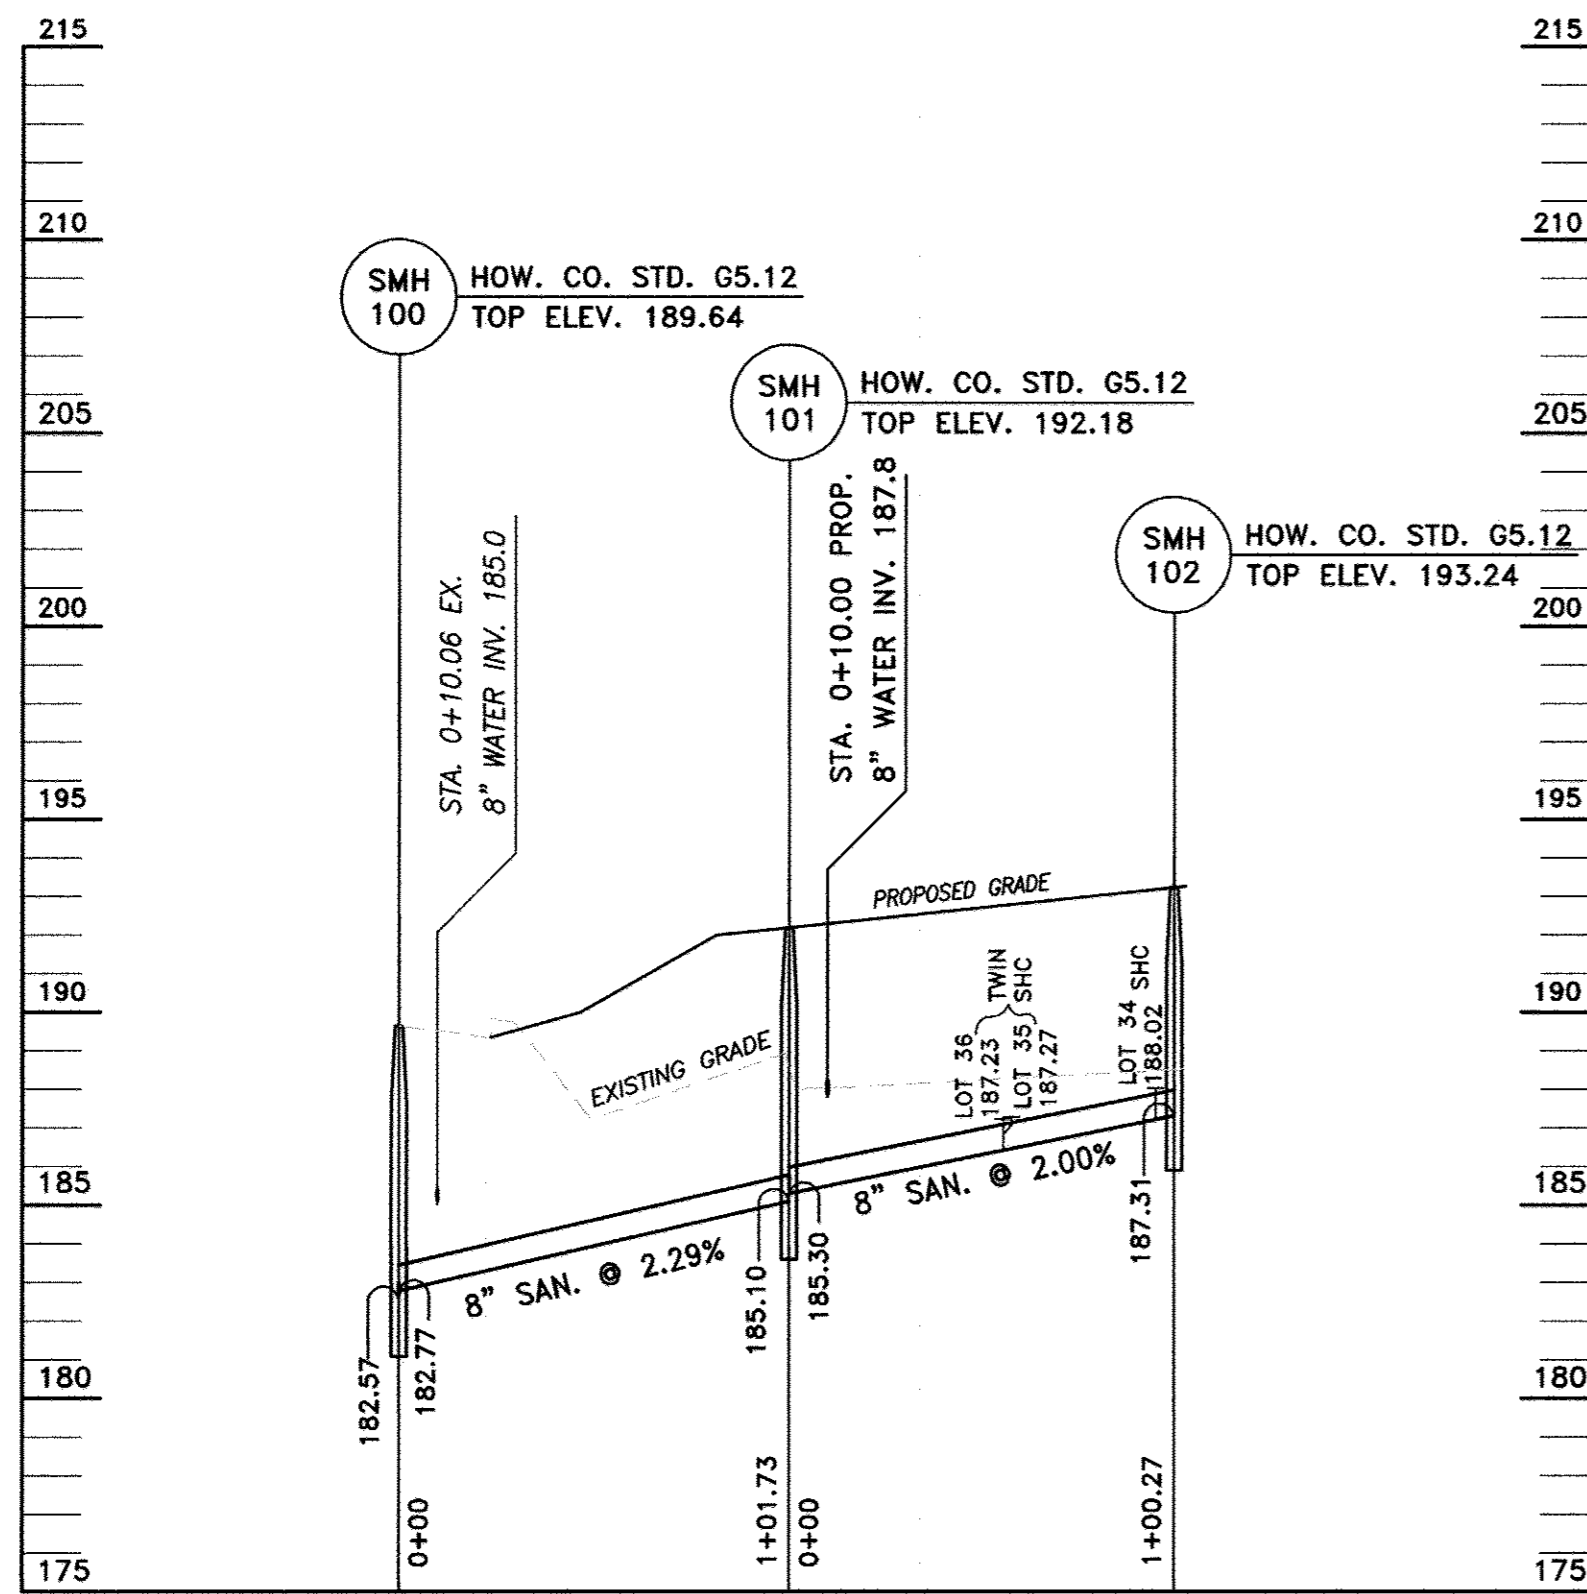 215
215
210
210
SMH
100
HOW. CO. STD. G5.12
TOP ELEV. 189.64
SMH
101
HOW. CO. STD. G5.12
TOP ELEV. 192.18
205
205
STA. 0+10.06 EX.
8" WATER INV. 185.0
STA. 0+10.00 PROP.
8" WATER INV. 187.8
SMH
102
HOW. CO. STD. G5.12
TOP ELEV. 193.24
200
200
195
195
PROPOSED GRADE
190
190
EXISTING GRADE
LOT 36
187.23
TWIN
SHC
LOT 35
187.27
LOT 34 SHC
188.02
185
185
8" SAN. @ 2.29%
8" SAN. @ 2.00%
182.57
182.77
185.10
185.30
187.31
180
180
0+00
1+01.73
0+00
1+00.27
175
175